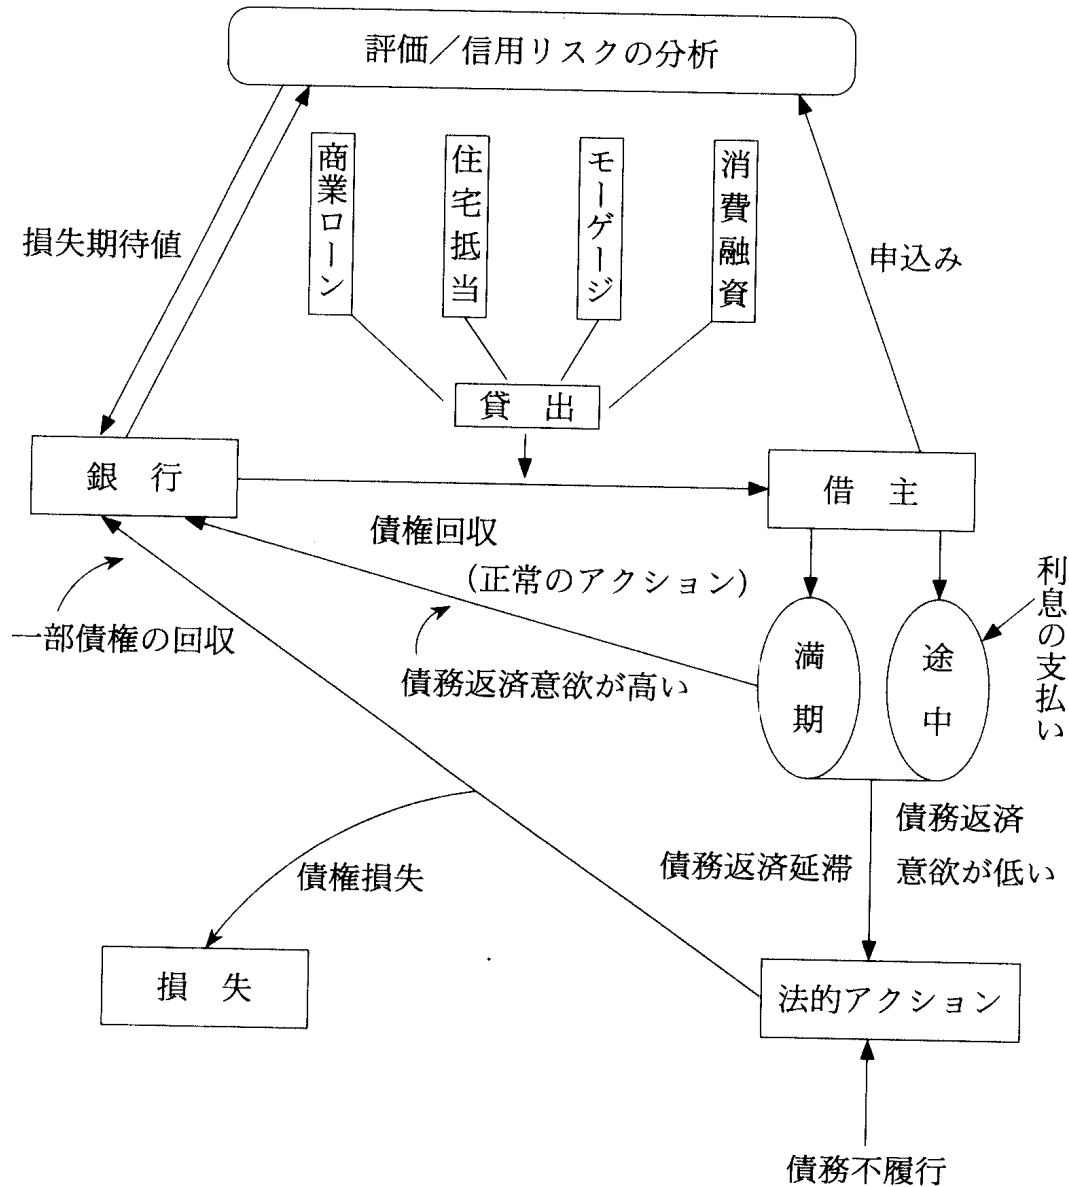 評価／信用リスクの分析
商業ローン
住宅抵当
モーゲージ
消費融資
損失期待値
申込み
貸　出
銀　行
借　主
債権回収
（正常のアクション）
利息の支払い
一部債権の回収
債務返済意欲が高い
満期
途中
債務返済
意欲が低い
債務返済延滞
債権損失
損　失
法的アクション
債務不履行